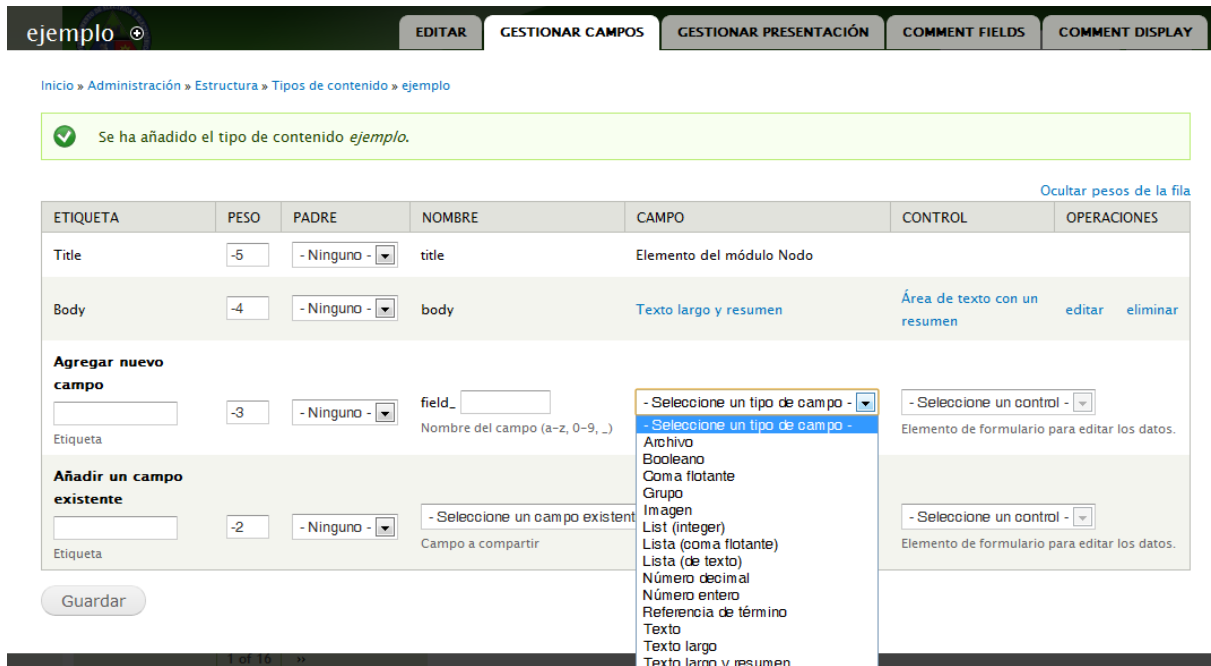 ejemplo
EDITAR
GESTIONAR CAMPOS
GESTIONAR PRESENTACIÓN
COMMENT FIELDS
COMMENT DISPLAY
Inicio » Administración » Estructura » Tipos de contenido » ejemplo
Se ha añadido el tipo de contenido ejemplo.
Ocultar pesos de la fila
ETIQUETA PESO PADRE NOMBRE CAMPO CONTROL OPERACIONES
Title -5 - Ninguno - title Elemento del módulo Nodo
Body -4 - Ninguno - body Texto largo y resumen Área de texto con un
resumen
editar eliminar
Agregar nuevo
campo
Etiqueta
-3
- Ninguno -
field_
Nombre del campo (a-z, 0-9, _)
- Seleccione un tipo de campo -
- Seleccione un tipo de campo -
Archivo
Booleano
Coma flotante
Grupo
Imagen
List (integer)
Lista (coma flotante)
Lista (de texto)
Número decimal
Número entero
Referencia de término
Texto
Texto largo
Texto largo y resumen
- Seleccione un control -
Elemento de formulario para editar los datos.
Añadir un campo
existente
Etiqueta
-2
- Ninguno -
- Seleccione un campo existent
Campo a compartir
- Seleccione un control -
Elemento de formulario para editar los datos.
Guardar
1 of 16 ››